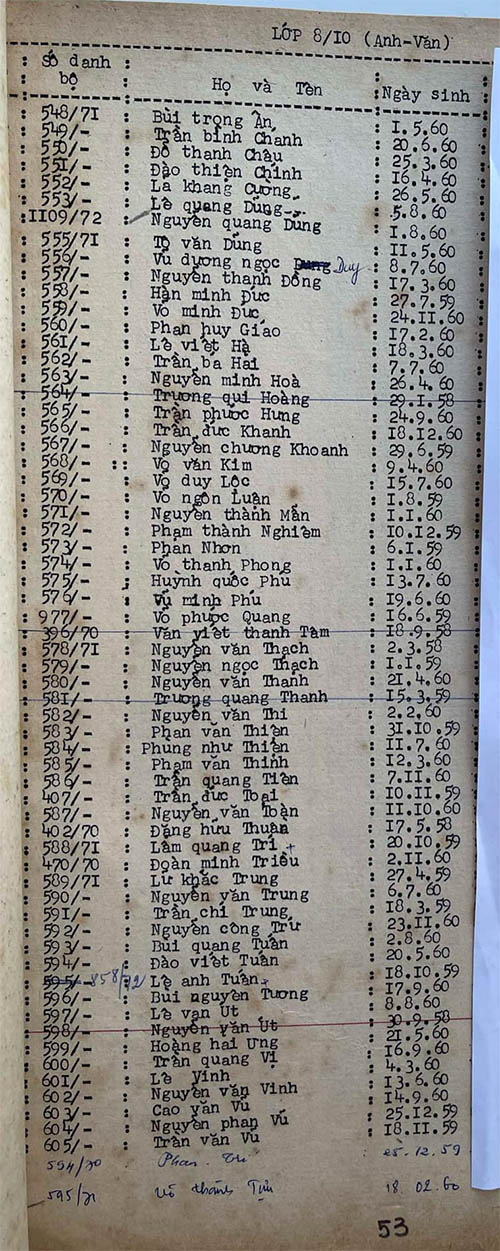 LỚP 8/10 (Anh-Văn)
Số danh bộ : Họ và Tên : Ngày sinh
548/71 : Bùi trọng Ân : 1.5.60
549/- : Trần bình Chánh : 20.6.60
550/- : Đỗ thanh Châu : 25.3.60
551/- : Đào thiện Chỉnh : 16.4.60
552/- : La khang Cường : 26.5.60
553/- : Lê quang Dũng : 5.8.60
1109/72 : Nguyễn quang Dũng : 1.8.60
555/71 : Tô văn Dũng : 11.5.60
556/- : Vũ dương ngọc Duy : 8.7.60
557/- : Nguyễn thanh Đồng : 17.3.60
558/- : Hàn minh Đức : 27.7.59
559/- : Võ minh Đức : 24.11.60
560/- : Phan huy Giao : 17.2.60
561/- : Lê viết Hà : 18.3.60
562/- : Trần bá Hai : 7.7.60
563/- : Nguyễn minh Hoà : 26.4.60
564/- : Trương qui Hoàng : 29.1.58
565/- : Trần phước Hưng : 24.9.60
566/- : Trần đức Khanh : 18.12.60
567/- : Nguyễn chương Khoanh : 29.6.59
568/- : Võ văn Kim : 9.4.60
569/- : Võ duy Lộc : 15.7.60
570/- : Võ ngôn Luận : 1.8.59
571/- : Nguyễn thành Mẫn : 1.1.60
572/- : Phạm thành Nghiêm : 10.12.59
573/- : Phan Nhơn : 6.1.59
574/- : Võ thanh Phong : 1.1.60
575/- : Huỳnh quốc Phú : 13.7.60
576/- : Vũ minh Phú : 19.6.60
977/- : Võ phước Quang : 16.6.59
396/70 : Văn viết thanh Tâm : 18.9.58
578/71 : Nguyễn văn Thạch : 2.3.58
579/- : Nguyễn ngọc Thạch : 1.1.59
580/- : Nguyễn văn Thanh : 21.4.60
581/- : Trương quang Thanh : 15.3.59
582/- : Nguyễn văn Thi : 2.2.60
583/- : Phan văn Thiện : 31.10.59
584/- : Phùng như Thiện : 11.7.60
585/- : Phạm văn Thinh : 12.3.60
586/- : Trần quang Tiên : 7.11.60
407/- : Trần đức Toại : 10.11.59
587/- : Nguyễn văn Toàn : 11.10.60
402/70 : Đặng hữu Thuận : 17.5.58
588/71 : Lâm quang Trí : 20.10.59
470/70 : Đoàn minh Triều : 2.11.60
589/71 : Lữ khắc Trung : 27.4.59
590/- : Nguyễn văn Trung : 6.7.60
591/- : Trần chí Trung : 18.3.59
592/- : Nguyễn công Trứ : 23.11.60
593/- : Bùi quang Tuấn : 2.8.60
594/- : Đào viết Tuấn : 20.5.60
595/- 858/72 : Lê anh Tuấn : 18.10.59
596/- : Bùi nguyên Tương : 17.9.60
597/- : Lê văn Út : 8.8.60
598/- : Nguyễn văn Út : 30.9.58
599/- : Hoàng hai Ưng : 21.5.60
600/- : Trần quang Vị : 16.9.60
601/- : Lê Vinh : 4.3.60
602/- : Nguyễn văn Vinh : 13.6.60
603/- : Cao văn Vũ : 14.9.60
604/- : Nguyễn phan Vũ : 25.12.59
605/- : Trần văn Vũ : 18.11.59
594/70 Phan Tri 25.12.59
595/71 Võ thành 18.02.60
53